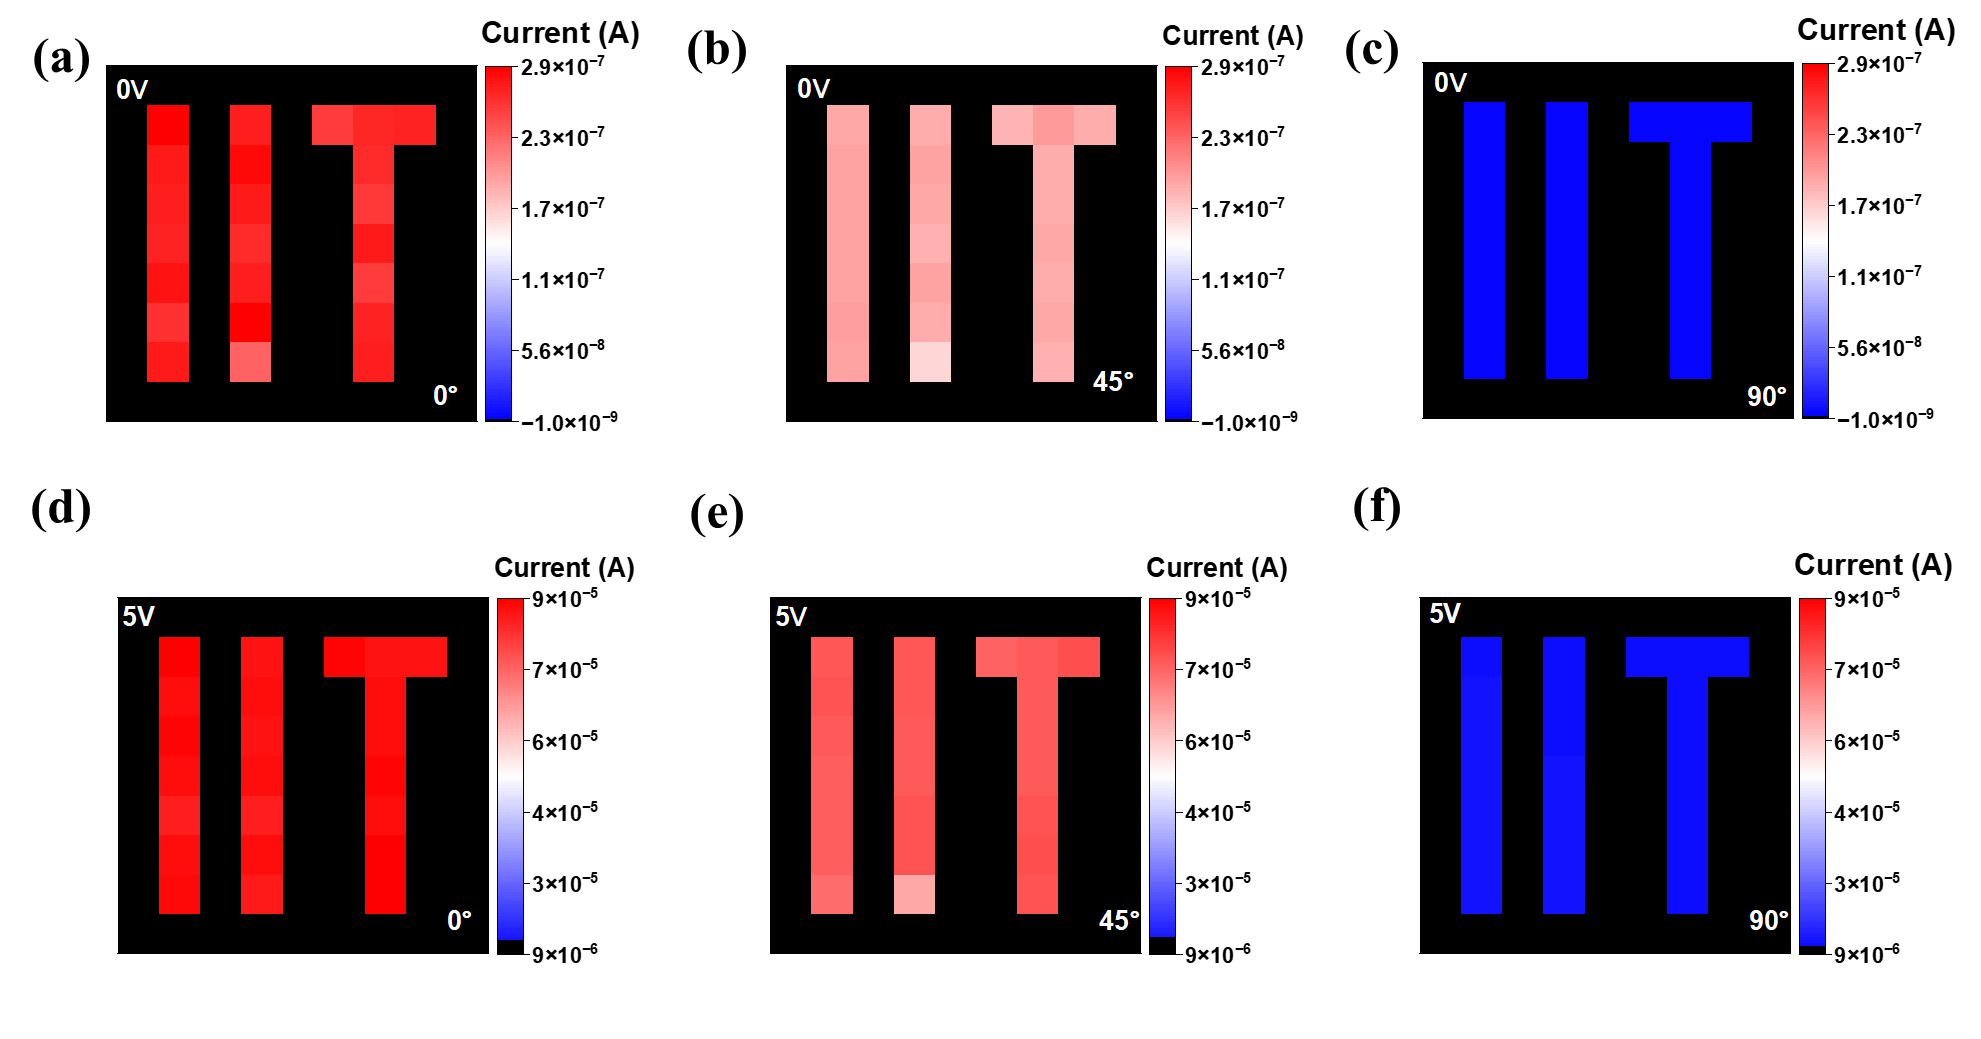 (a)
Current (A)
0V
2.9×10⁻⁷
2.3×10⁻⁷
1.7×10⁻⁷
1.1×10⁻⁷
5.6×10⁻⁸
−1.0×10⁻⁹
IIT
0°
(b)
Current (A)
0V
2.9×10⁻⁷
2.3×10⁻⁷
1.7×10⁻⁷
1.1×10⁻⁷
5.6×10⁻⁸
−1.0×10⁻⁹
IIT
45°
(c)
Current (A)
0V
2.9×10⁻⁷
2.3×10⁻⁷
1.7×10⁻⁷
1.1×10⁻⁷
5.6×10⁻⁸
−1.0×10⁻⁹
IIT
90°
(d)
Current (A)
5V
9×10⁻⁵
7×10⁻⁵
6×10⁻⁵
4×10⁻⁵
3×10⁻⁵
9×10⁻⁶
IIT
0°
(e)
Current (A)
5V
9×10⁻⁵
7×10⁻⁵
6×10⁻⁵
4×10⁻⁵
3×10⁻⁵
9×10⁻⁶
IIT
45°
(f)
Current (A)
5V
9×10⁻⁵
7×10⁻⁵
6×10⁻⁵
4×10⁻⁵
3×10⁻⁵
9×10⁻⁶
IIT
90°